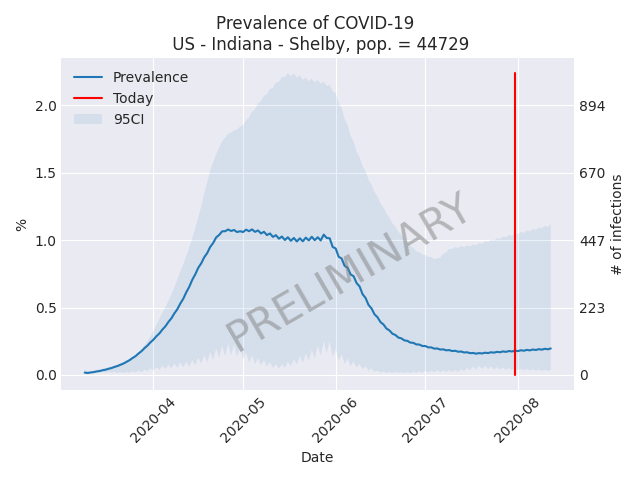 Prevalence of COVID-19
US - Indiana - Shelby, pop. = 44729
Prevalence
Today
95CI
PRELIMINARY
%
2.0
1.5
1.0
0.5
0.0
894
670
447
223
0
# of infections
2020-04
2020-05
2020-06
2020-07
2020-08
Date